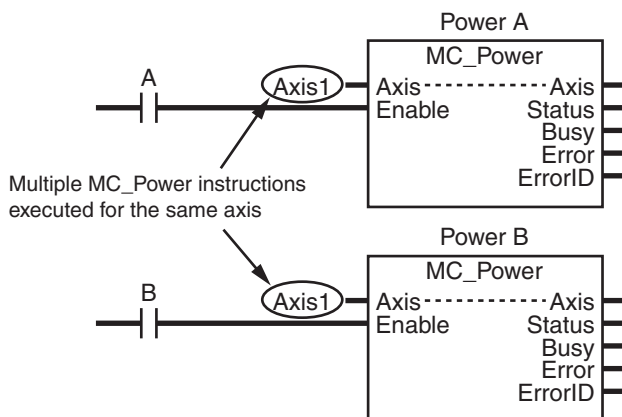 Power A
MC_Power
A
Axis1
Axis Axis
Enable Status
Busy
Error
ErrorID
Multiple MC_Power instructions
executed for the same axis
Power B
MC_Power
B
Axis1
Axis Axis
Enable Status
Busy
Error
ErrorID